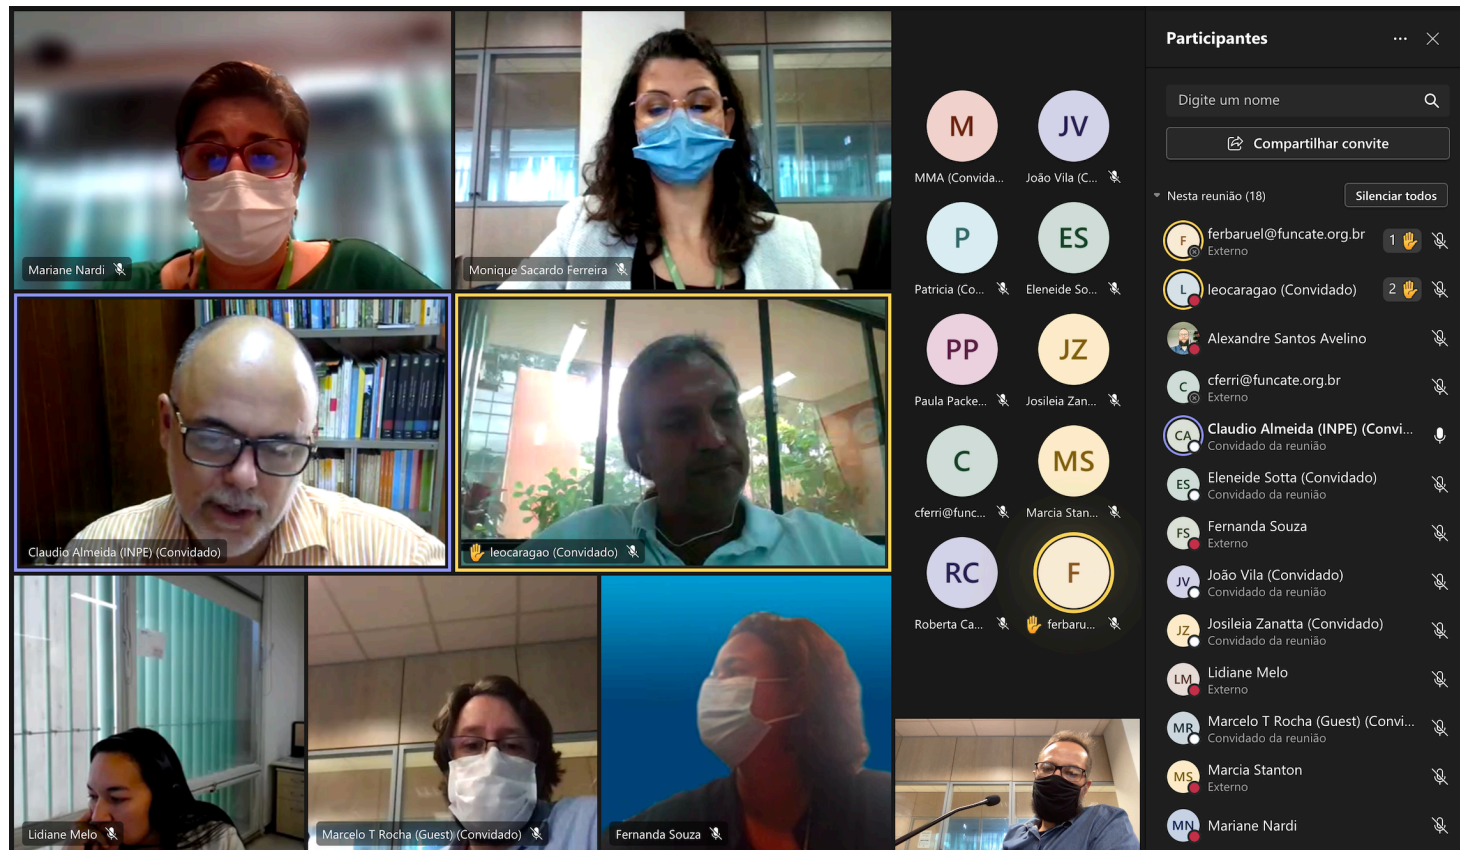 Mariane Nardi
Monique Sacardo Ferreira
Claudio Almeida (INPE) (Convidado)
leocaragao (Convidado)
Lidiane Melo
Marcelo T Rocha (Guest) (Convidado)
Fernanda Souza
M
MMA (Convida...
JV
João Vila (C...
P
Patricia (Co...
ES
Eleneide So...
PP
Paula Packe...
JZ
Josileia Zan...
C
cferri@func...
MS
Marcia Stan...
RC
Roberta Ca...
F
ferbaru...
Participantes
Digite um nome
Compartilhar convite
Nesta reunião (18)
Silenciar todos
F
ferbaruel@funcate.org.br
Externo
1
L
leocaragao (Convidado)
2
Alexandre Santos Avelino
C
cferri@funcate.org.br
Externo
CA
Claudio Almeida (INPE) (Convi...
Convidado da reunião
ES
Eleneide Sotta (Convidado)
Convidado da reunião
FS
Fernanda Souza
Externo
JV
João Vila (Convidado)
Convidado da reunião
JZ
Josileia Zanatta (Convidado)
Convidado da reunião
LM
Lidiane Melo
Externo
MR
Marcelo T Rocha (Guest) (Convi...
Convidado da reunião
MS
Marcia Stanton
Externo
MN
Mariane Nardi